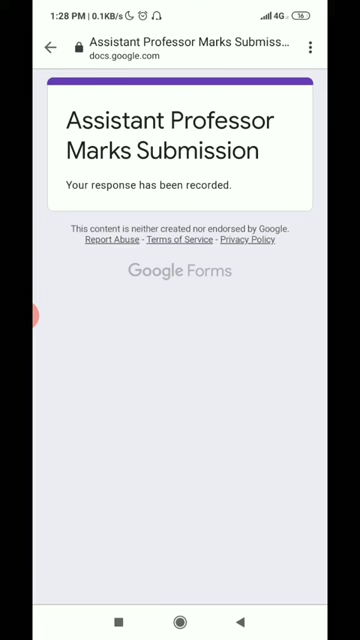 1:28 PM | 0.1KB/s
4G
16
Assistant Professor Marks Submiss...
docs.google.com
Assistant Professor
Marks Submission
Your response has been recorded.
This content is neither created nor endorsed by Google.
Report Abuse - Terms of Service - Privacy Policy
Google Forms